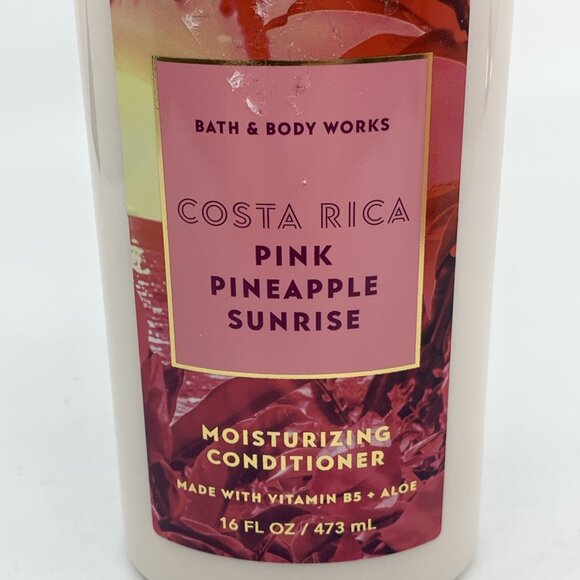 BATH & BODY WORKS
COSTA RICA
PINK
PINEAPPLE
SUNRISE
MOISTURIZING
CONDITIONER
MADE WITH VITAMIN B5 + ALOE
16 FL OZ / 473 mL